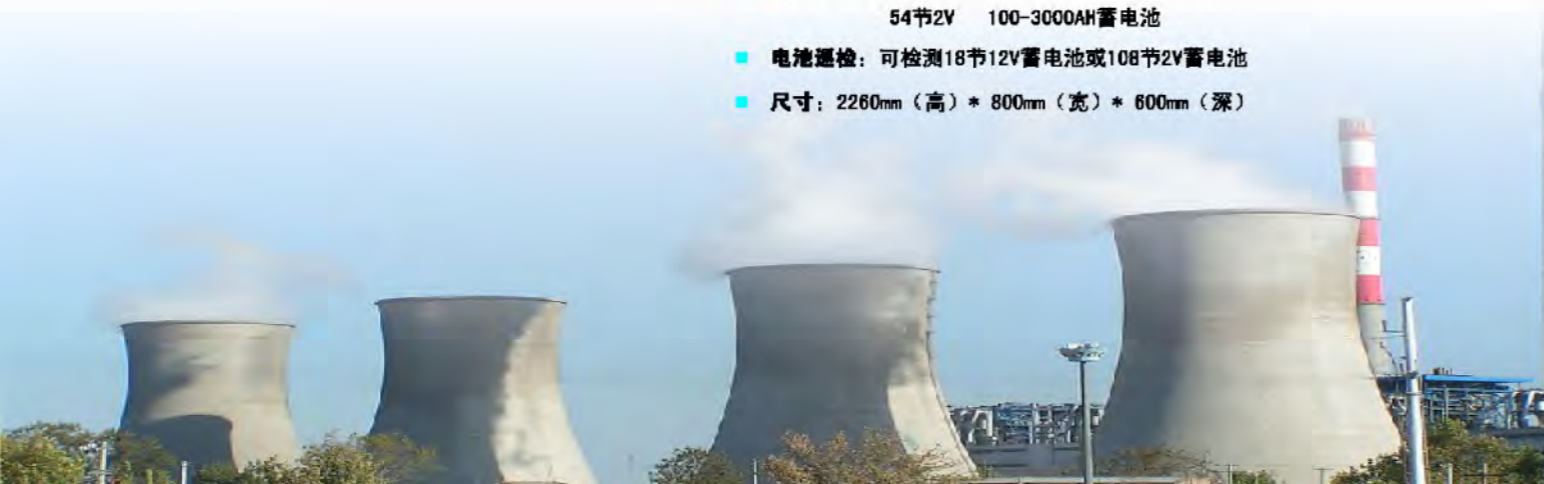 54节2V 100-3000AH蓄电池
电池巡检：可检测18节12V蓄电池或108节2V蓄电池
尺寸：2260mm（高）* 800mm（宽）* 600mm（深）